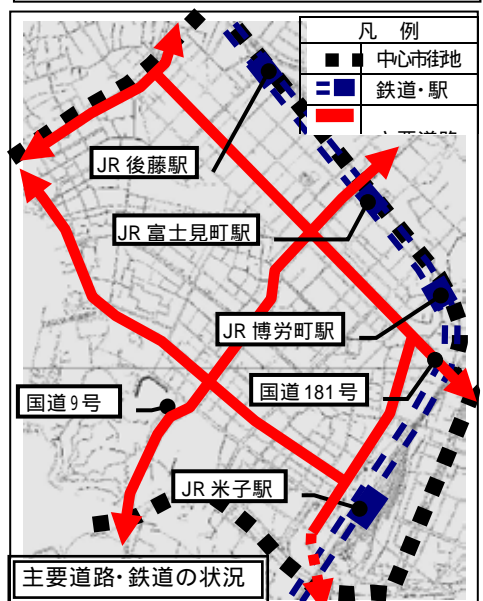 凡 例
中心市街地
鉄道・駅
JR 後藤駅
JR 富士見町駅
JR 博労町駅
国道 181 号
国道 9 号
JR 米子駅
主要道路・鉄道の状況